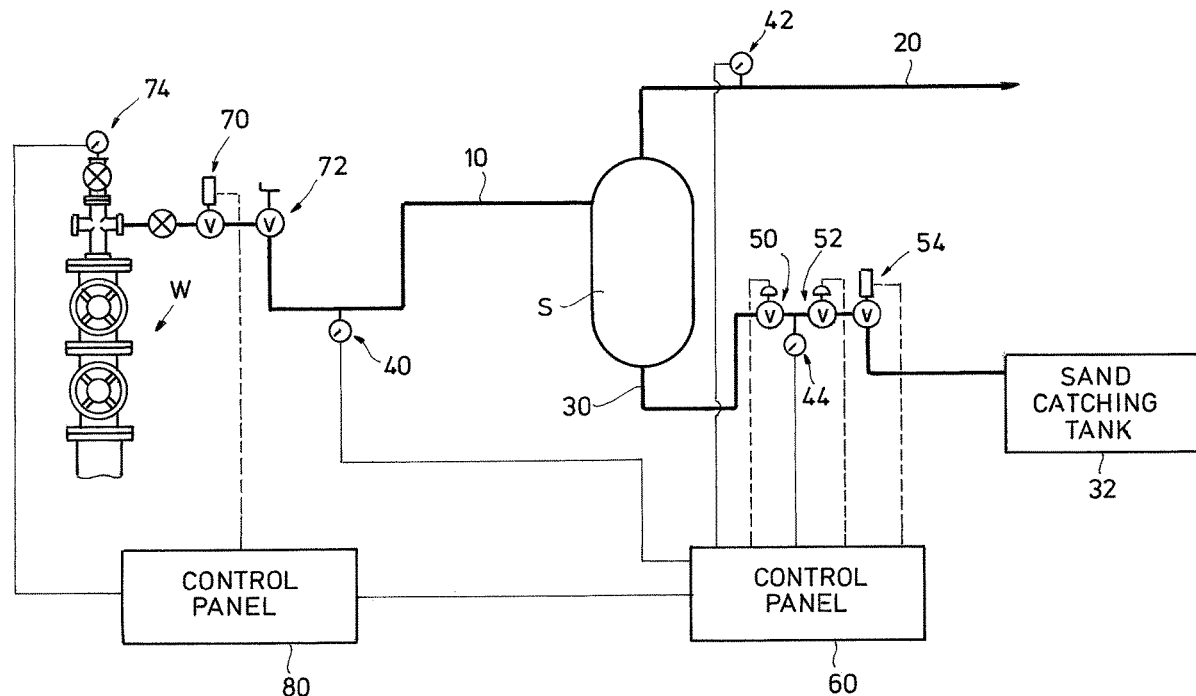 42
20
74
70
10
72
50
52
54
W
S
V
V
V
V
V
40
30
44
SAND
CATCHING
TANK
32
CONTROL
PANEL
CONTROL
PANEL
80
60